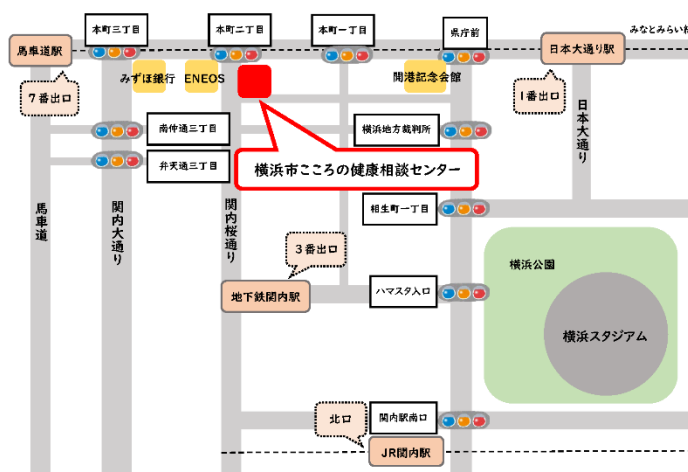 本町三丁目
本町二丁目
本町一丁目
県庁前
みなとみらい線
馬車道駅
日本大通り駅
みずほ銀行
ENEOS
開港記念会館
7番出口
1番出口
日本大通り
南仲通三丁目
横浜地方裁判所
弁天通三丁目
横浜市こころの健康相談センター
馬車道
関内大通り
関内桜通り
相生町一丁目
3番出口
横浜公園
地下鉄関内駅
ハマスタ入口
横浜スタジアム
北口
関内駅南口
JR関内駅